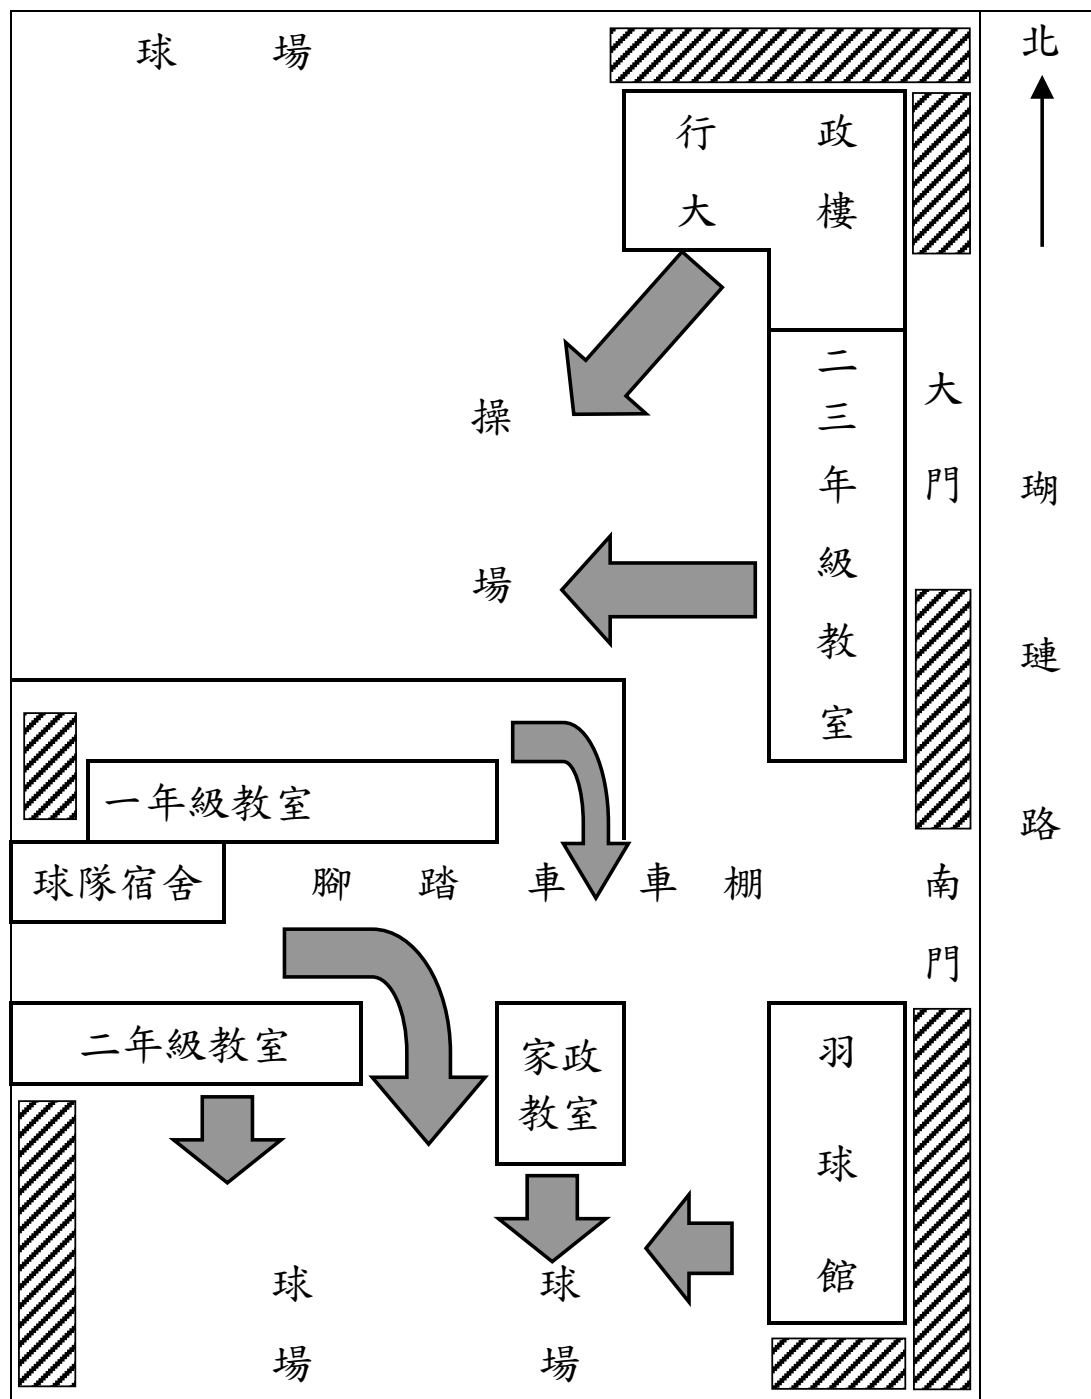 球場
北
行政
大樓
二三年級教室
大門
瑚璉路
操場
一年級教室
球隊宿舍
腳踏車車棚
南門
二年級教室
家政
教室
羽球館
球場
球場